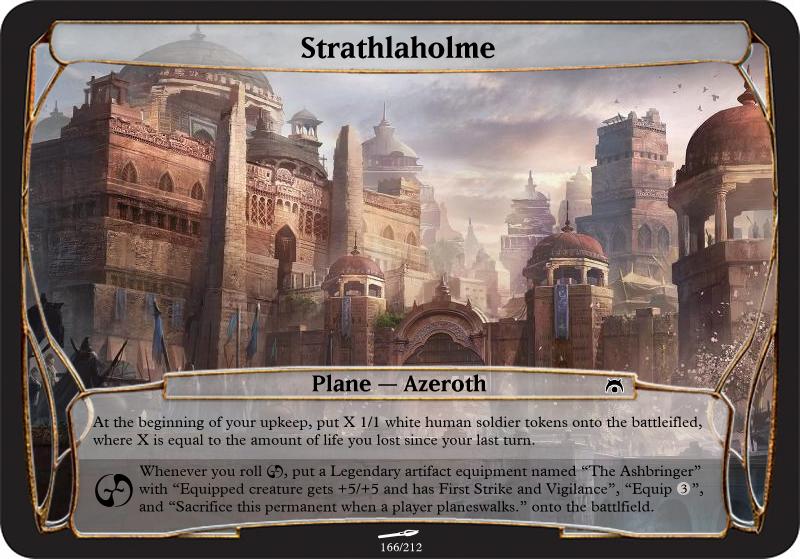 Strathlaholme
Plane — Azeroth
At the beginning of your upkeep, put X 1/1 white human soldier tokens onto the battleifled,
where X is equal to the amount of life you lost since your last turn.
Whenever you roll , put a Legendary artifact equipment named “The Ashbringer”
with “Equipped creature gets +5/+5 and has First Strike and Vigilance”, “Equip 3”,
and “Sacrifice this permanent when a player planeswalks.” onto the battlfield.
166/212